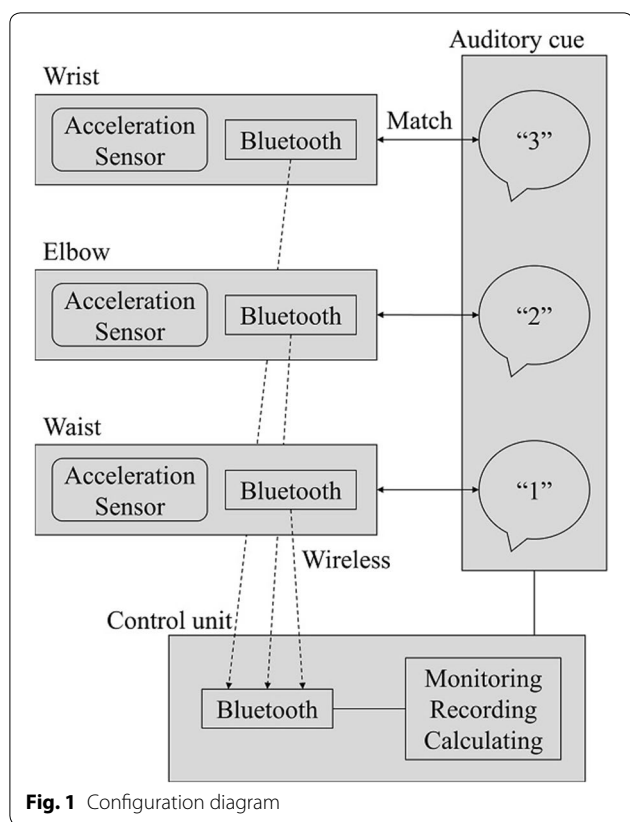 Auditory cue
Wrist
Acceleration
Sensor
Bluetooth
Match
“3”
Elbow
Acceleration
Sensor
Bluetooth
“2”
Waist
Acceleration
Sensor
Bluetooth
“1”
Wireless
Control unit
Bluetooth
Monitoring
Recording
Calculating
Fig. 1 Configuration diagram